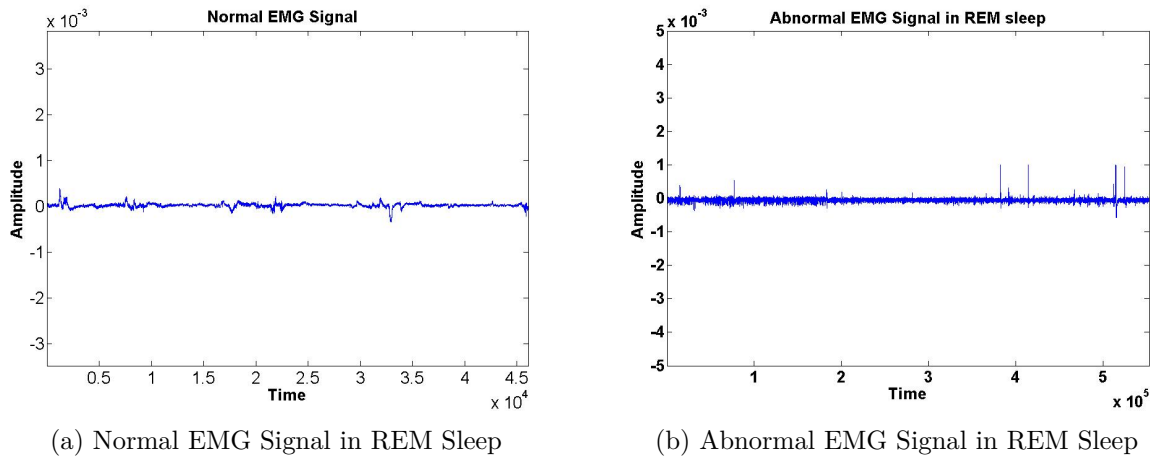 Normal EMG Signal
x 10-3
3
2
1
0
-1
-2
-3
Amplitude
0.5 1 1.5 2 2.5 3 3.5 4 4.5
Time
x 10^4
(a) Normal EMG Signal in REM Sleep
Abnormal EMG Signal in REM sleep
x 10^-3
5
4
3
2
1
0
-1
-2
-3
-4
-5
Amplitude
1 2 3 4 5
Time
x 10^5
(b) Abnormal EMG Signal in REM Sleep